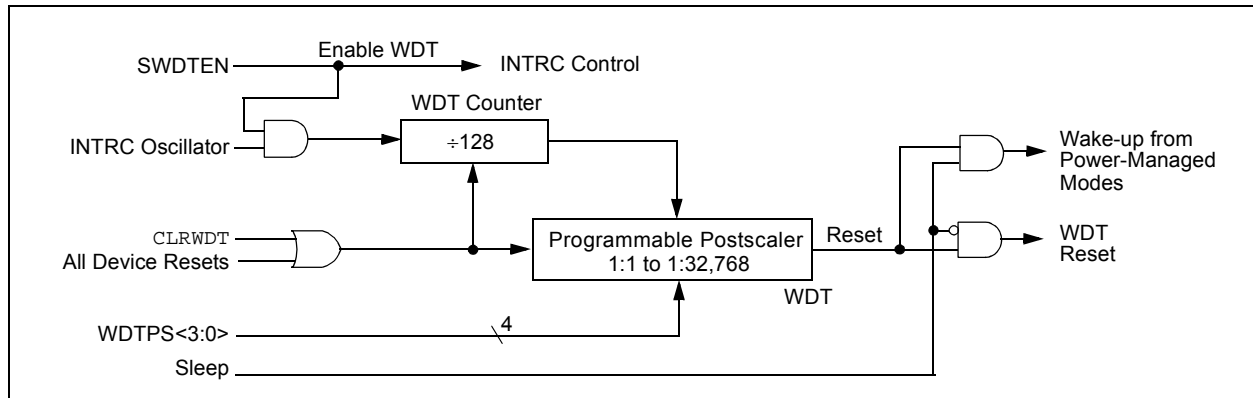 Enable WDT
SWDTEN
INTRC Control
WDT Counter
INTRC Oscillator
÷128
Wake-up from
Power-Managed
Modes
CLRWDT
All Device Resets
Programmable Postscaler
1:1 to 1:32,768
Reset
WDT
Reset
WDT
WDTPS<3:0>
4
Sleep